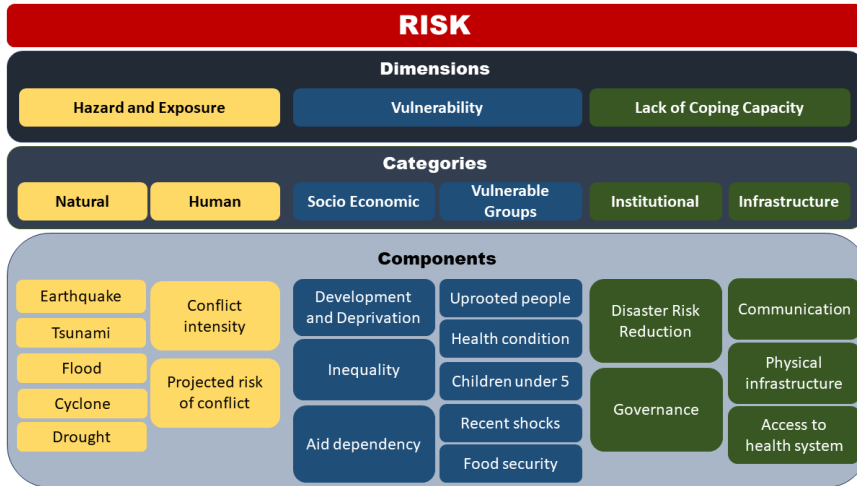 RISK
Dimensions
Hazard and Exposure
Vulnerability
Lack of Coping Capacity
Categories
Natural
Human
Socio Economic
Vulnerable
Groups
Institutional
Infrastructure
Components
Earthquake
Tsunami
Flood
Cyclone
Drought
Conflict
intensity
Projected risk
of conflict
Development
and Deprivation
Inequality
Aid dependency
Uprooted people
Health condition
Children under 5
Recent shocks
Food security
Disaster Risk
Reduction
Governance
Communication
Physical
infrastructure
Access to
health system